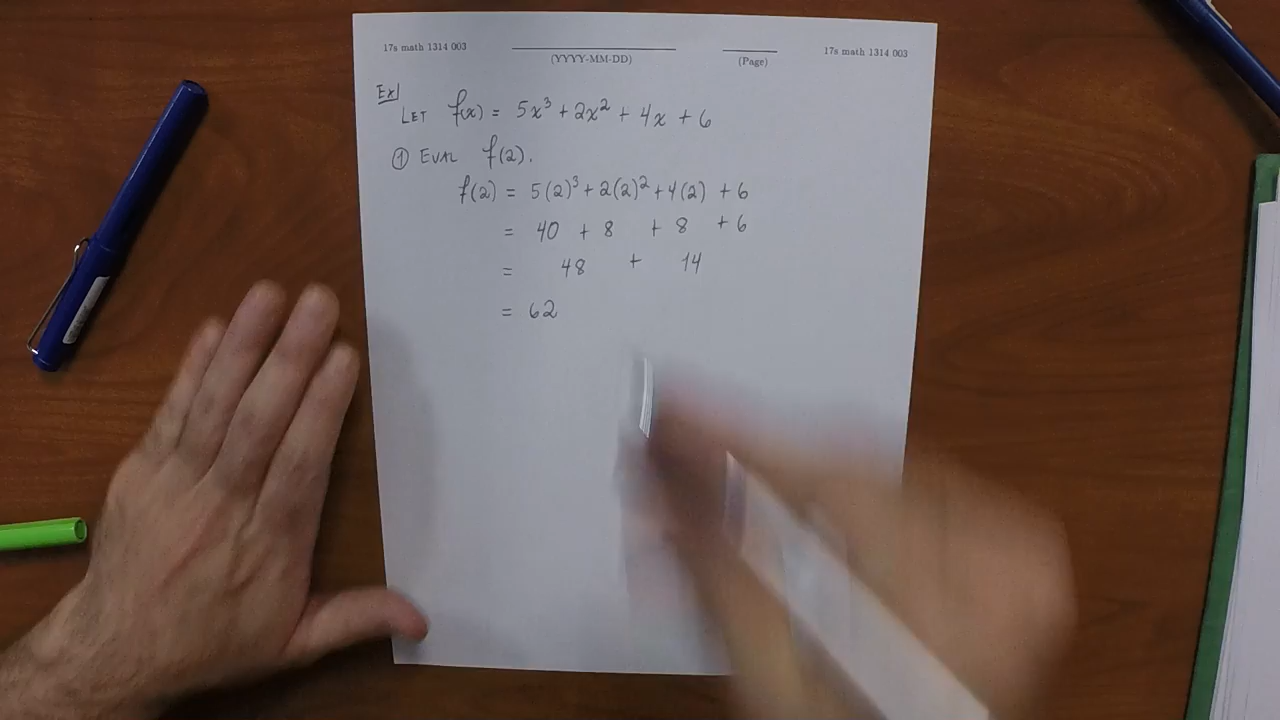 17s math 1314 003 (YYYY-MM-DD) (Page) 17s math 1314 003
Ex1
LET f(x) = 5x³ + 2x² + 4x + 6
① EVAL f(2).
f(2) = 5(2)³ + 2(2)² + 4(2) + 6
= 40 + 8 + 8 + 6
= 48 + 14
= 62